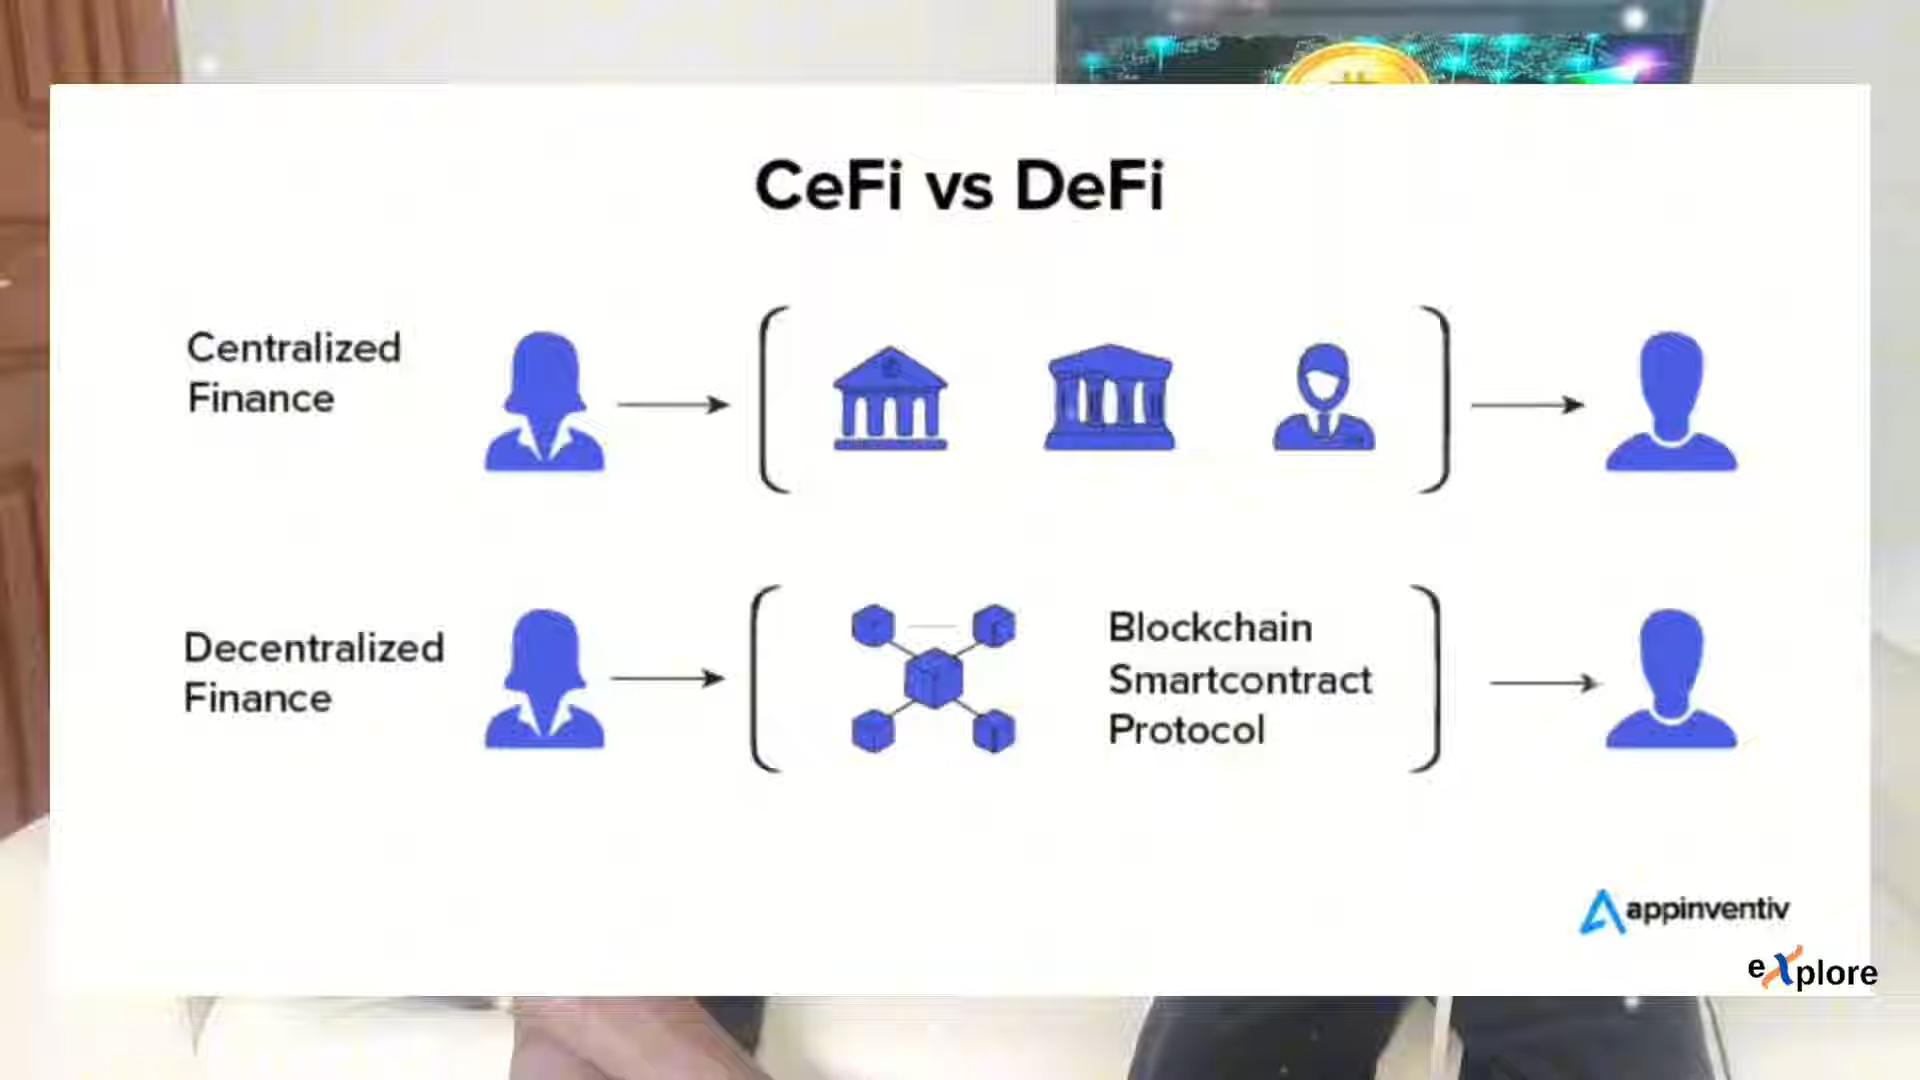 CeFi vs DeFi
Centralized
Finance
Decentralized
Finance
Blockchain
Smartcontract
Protocol
appinventiv
eXplore